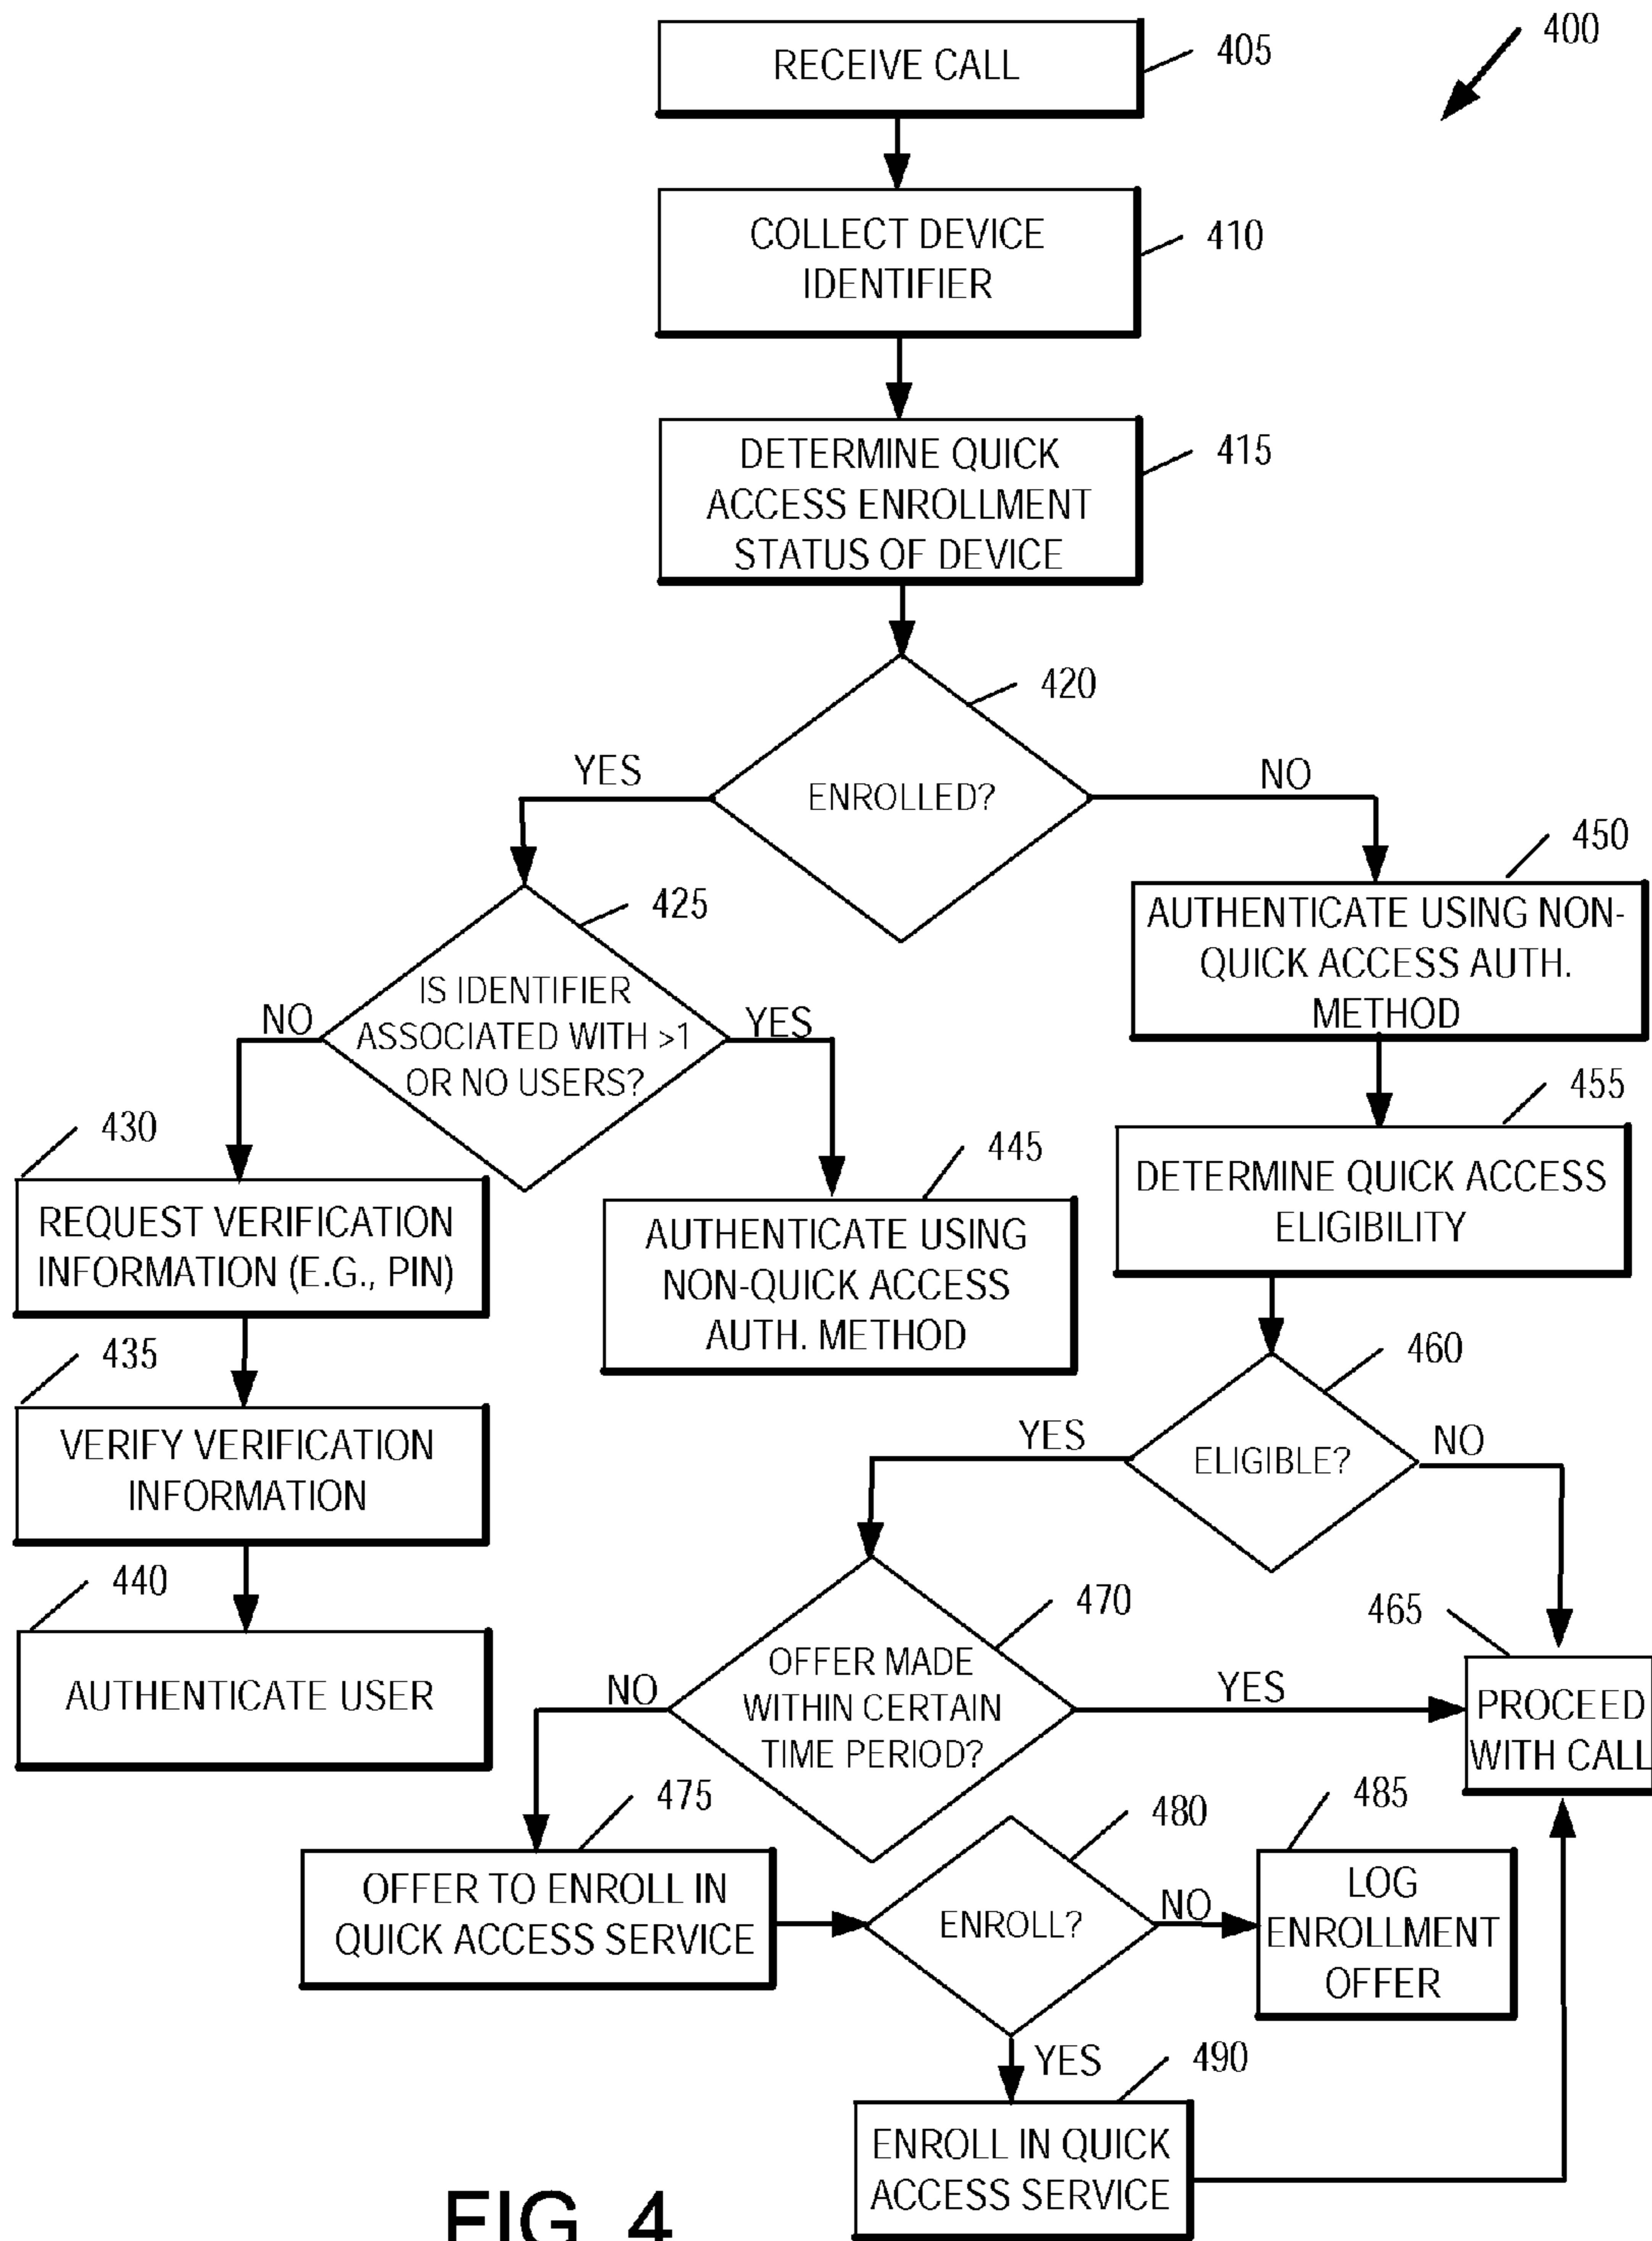 400
RECEIVE CALL
405
COLLECT DEVICE
IDENTIFIER
410
DETERMINE QUICK
ACCESS ENROLLMENT
STATUS OF DEVICE
415
420
ENROLLED?
YES
NO
425
IS IDENTIFIER
ASSOCIATED WITH >1
OR NO USERS?
NO
YES
450
AUTHENTICATE USING NON-
QUICK ACCESS AUTH.
METHOD
430
REQUEST VERIFICATION
INFORMATION (E.G., PIN)
445
AUTHENTICATE USING
NON-QUICK ACCESS
AUTH. METHOD
455
DETERMINE QUICK ACCESS
ELIGIBILITY
435
VERIFY VERIFICATION
INFORMATION
460
ELIGIBLE?
YES
NO
440
AUTHENTICATE USER
470
OFFER MADE
WITHIN CERTAIN
TIME PERIOD?
NO
YES
465
PROCEED
WITH CALL
475
OFFER TO ENROLL IN
QUICK ACCESS SERVICE
480
ENROLL?
NO
485
LOG
ENROLLMENT
OFFER
YES
490
ENROLL IN QUICK
ACCESS SERVICE
FIG. 4